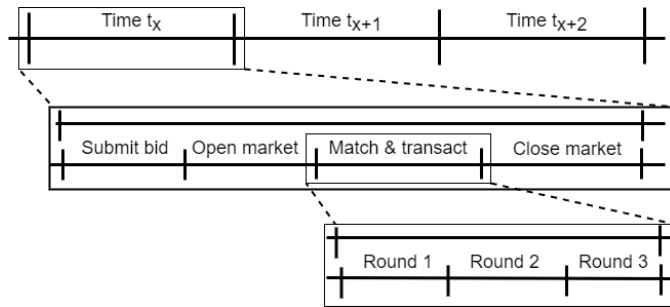 Time tx Time tx+1 Time tx+2
Submit bid Open market Match & transact Close market
Round 1 Round 2 Round 3